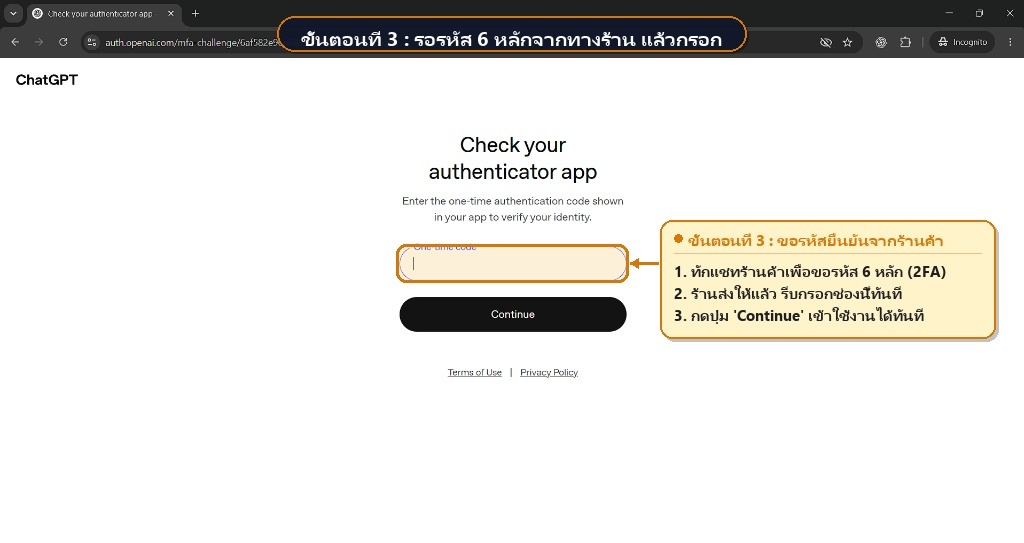 Check your authenticator app
ขั้นตอนที่ 3 : รอรหัส 6 หลักจากทางร้าน แล้วกรอก
auth.openai.com/mfa_challenge/6af582e9
Incognito
ChatGPT
Check your
authenticator app
Enter the one-time authentication code shown
in your app to verify your identity.
One-time code
Continue
Terms of Use | Privacy Policy
ขั้นตอนที่ 3 : ขอรหัสยืนยันจากร้านค้า
1. ทักแชทร้านค้าเพื่อขอรหัส 6 หลัก (2FA)
2. ร้านส่งให้แล้ว รีบกรอกช่องนี้ทันที
3. กดปุ่ม 'Continue' เข้าใช้งานได้ทันที